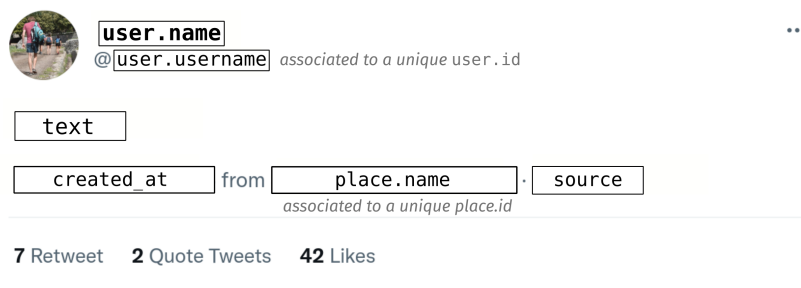 user.name
@user.username associated to a unique user.id
text
created_at from place.name · source
associated to a unique place.id
7 Retweet 2 Quote Tweets 42 Likes